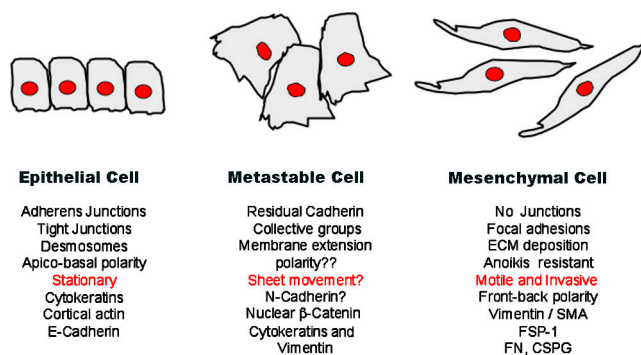 Epithelial Cell
Adherens Junctions
Tight Junctions
Desmosomes
Apico-basal polarity
Stationary
Cytokeratins
Cortical actin
E-Cadherin
Metastable Cell
Residual Cadherin
Collective groups
Membrane extension
polarity??
Sheet movement?
N-Cadherin?
Nuclear β-Catenin
Cytokeratins and
Vimentin
Mesenchymal Cell
No Junctions
Focal adhesions
ECM deposition
Anoikis resistant
Motile and Invasive
Front-back polarity
Vimentin / SMA
FSP-1
FN, CSPG